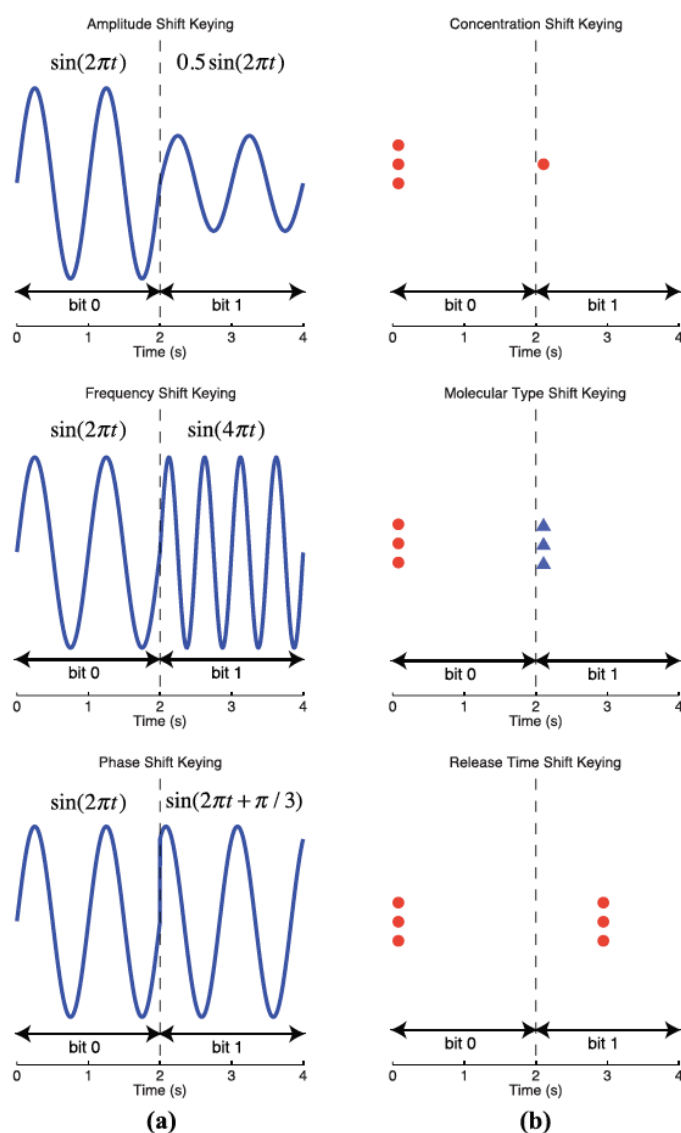 Amplitude Shift Keying
sin(2πt) 0.5 sin(2πt)
bit 0 bit 1
0 1 2 3 4
Time (s)
Concentration Shift Keying
bit 0 bit 1
0 1 2 3 4
Time (s)
Frequency Shift Keying
sin(2πt) sin(4πt)
bit 0 bit 1
0 1 2 3 4
Time (s)
Molecular Type Shift Keying
bit 0 bit 1
0 1 2 3 4
Time (s)
Phase Shift Keying
sin(2πt) sin(2πt + π / 3)
bit 0 bit 1
0 1 2 3 4
Time (s)
Release Time Shift Keying
bit 0 bit 1
0 1 2 3 4
Time (s)
(a) (b)